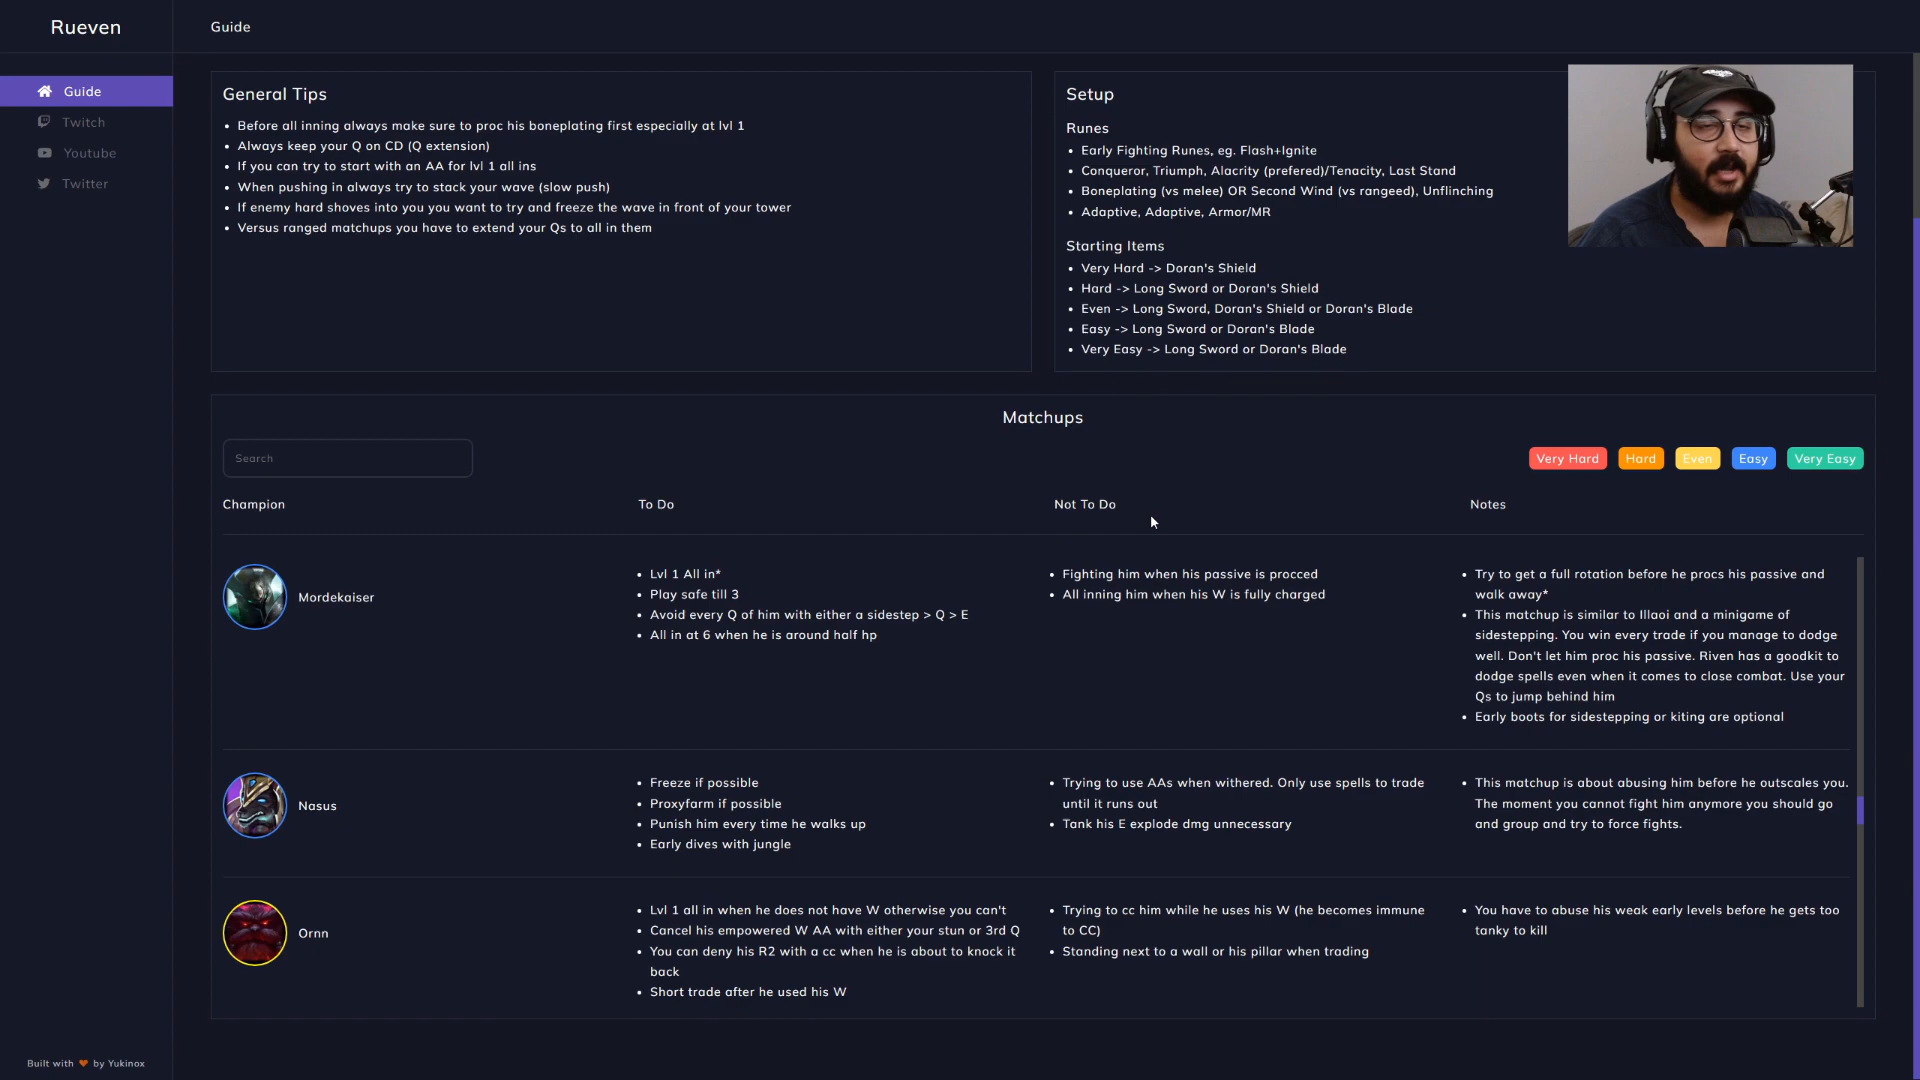 Rueven
Guide
Guide
Twitch
Youtube
Twitter
General Tips
Before all inning always make sure to proc his boneplating first especially at lvl 1
Always keep your Q on CD (Q extension)
If you can try to start with an AA for lvl 1 all ins
When pushing in always try to stack your wave (slow push)
If enemy hard shoves into you you want to try and freeze the wave in front of your tower
Versus ranged matchups you have to extend your Qs to all in them
Setup
Runes
Early Fighting Runes, eg. Flash+Ignite
Conqueror, Triumph, Alacrity (prefered)/Tenacity, Last Stand
Boneplating (vs melee) OR Second Wind (vs rangeed), Unflinching
Adaptive, Adaptive, Armor/MR
Starting Items
Very Hard -> Doran's Shield
Hard -> Long Sword or Doran's Shield
Even -> Long Sword, Doran's Shield or Doran's Blade
Easy -> Long Sword or Doran's Blade
Very Easy -> Long Sword or Doran's Blade
Matchups
Search
Very Hard Hard Even Easy Very Easy
Champion To Do Not To Do Notes
Mordekaiser
Lvl 1 All in*
Play safe till 3
Avoid every Q of him with either a sidestep > Q > E
All in at 6 when he is around half hp
Fighting him when his passive is procced
All inning him when his W is fully charged
Try to get a full rotation before he procs his passive and
walk away*
This matchup is similar to Illaoi and a minigame of
sidestepping. You win every trade if you manage to dodge
well. Don't let him proc his passive. Riven has a goodkit to
dodge spells even when it comes to close combat. Use your
Qs to jump behind him
Early boots for sidestepping or kiting are optional
Nasus
Freeze if possible
Proxyfarm if possible
Punish him every time he walks up
Early dives with jungle
Trying to use AAs when withered. Only use spells to trade
until it runs out
Tank his E explode dmg unnecessary
This matchup is about abusing him before he outscales you.
The moment you cannot fight him anymore you should go
and group and try to force fights.
Ornn
Lvl 1 all in when he does not have W otherwise you can't
Cancel his empowered W AA with either your stun or 3rd Q
You can deny his R2 with a cc when he is about to knock it
back
Short trade after he used his W
Trying to cc him while he uses his W (he becomes immune
to CC)
Standing next to a wall or his pillar when trading
You have to abuse his weak early levels before he gets too
tanky to kill
Built with by Yukinox